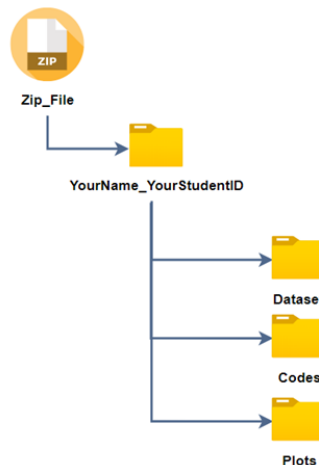 ZIP
Zip_File
YourName_YourStudentID
Datase
Codes
Plots